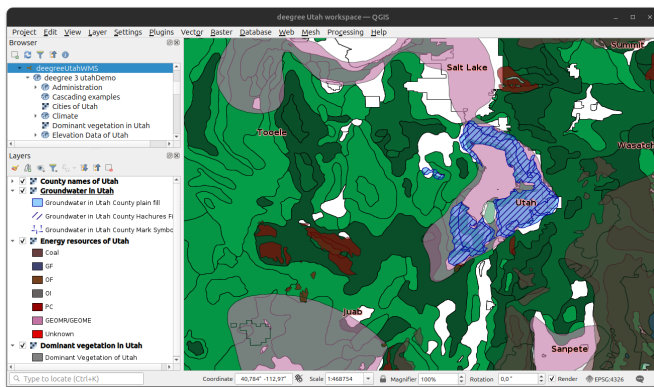 deegree Utah workspace — QGIS
Project Edit View Layer Settings Plugins Vector Raster Database Web Mesh Processing Help
Browser
deegreeUtahWMS
degree 3 utahDemo
Administration
Cascading examples
Cities of Utah
Climate
Dominant vegetation in Utah
Elevation Data of Utah
Layers
County names of Utah
Groundwater in Utah
Groundwater in Utah County plain fill
Groundwater in Utah County Hachures Fi
Groundwater in Utah County Mark Symbo
Energy resources of Utah
Coal
GF
OF
OI
PC
GEOMR/GEOME
Unknown
Dominant vegetation in Utah
Dominant Vegetation of Utah
Summit
Salt Lake
Tooele
Wasatc
Utah
Juab
Sanpete
Type to locate (Ctrl+K)
Coordinate 40,784° -112,97° Scale 1:468754 Magnifier 100% Rotation 0,0 ° Render EPSG:4326